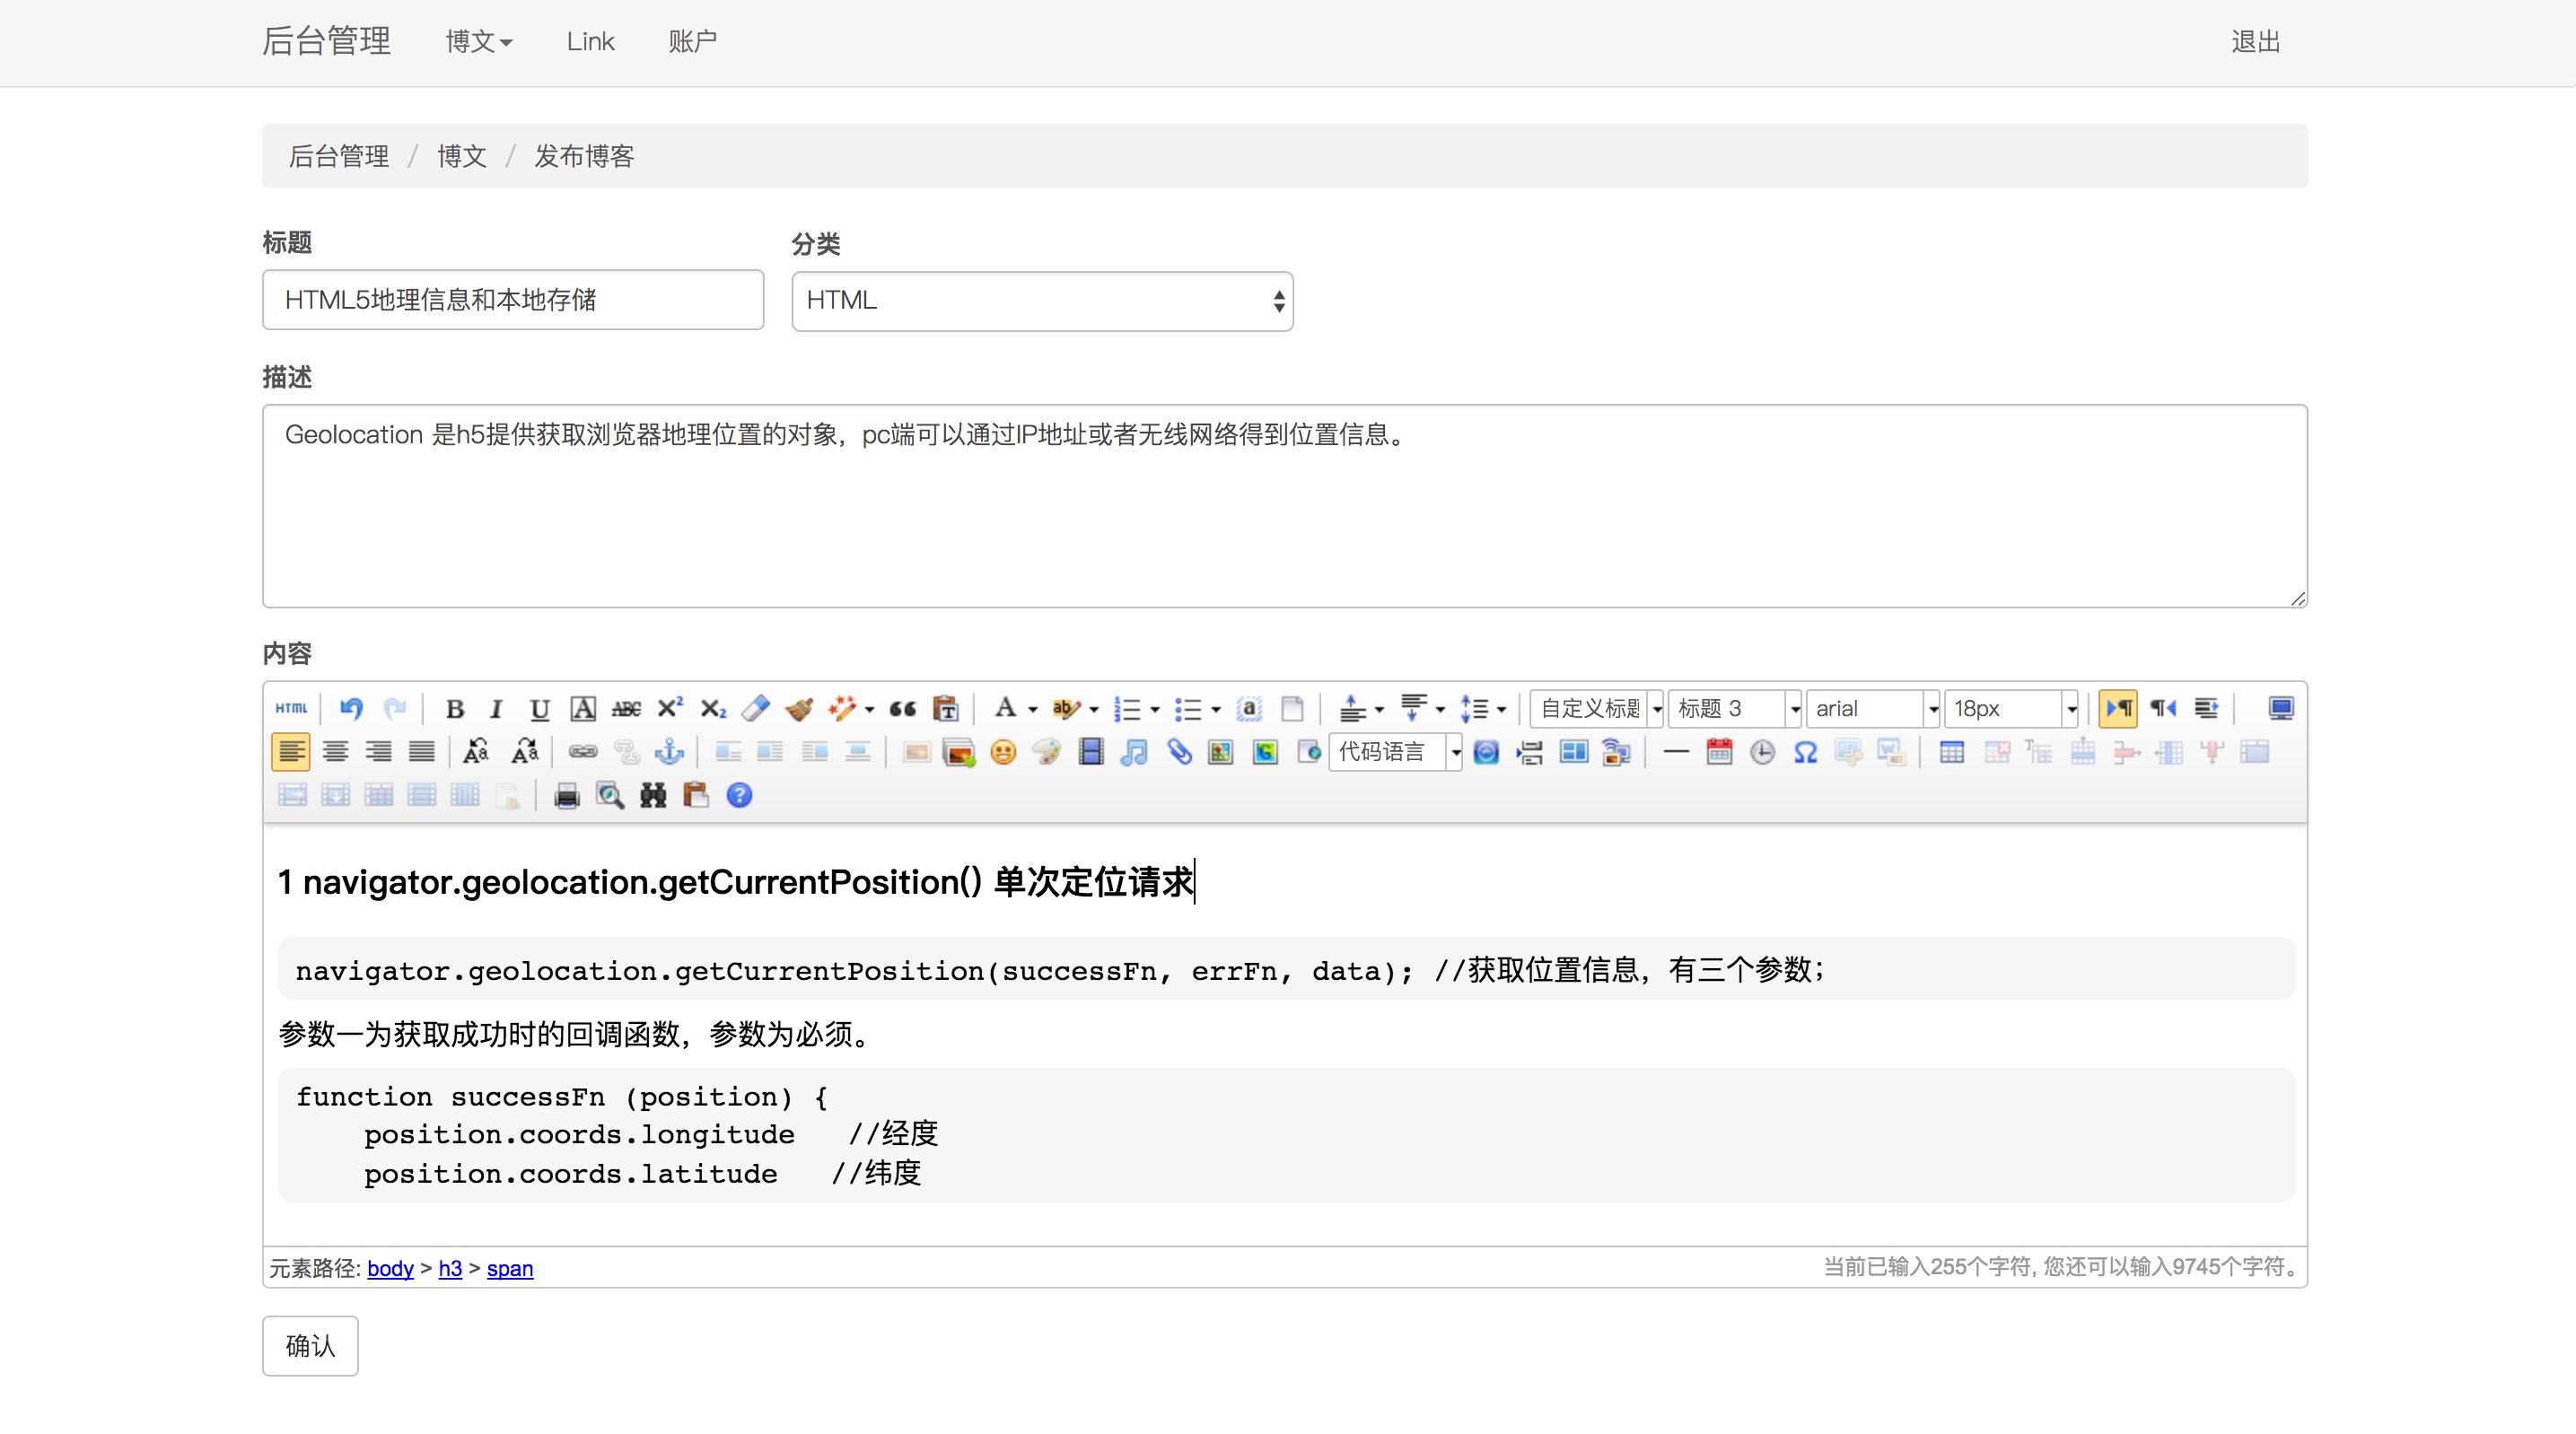 后台管理 博文 Link 账户 退出
后台管理 / 博文 / 发布博客
标题 分类
HTML5地理信息和本地存储 HTML
描述
Geolocation 是h5提供获取浏览器地理位置的对象，pc端可以通过IP地址或者无线网络得到位置信息。
内容
HTML B I U A ABC X² X₂ A ab a 自定义标题 标题 3 arial 18px
代码语言
1 navigator.geolocation.getCurrentPosition() 单次定位请求
navigator.geolocation.getCurrentPosition(successFn, errFn, data); //获取位置信息，有三个参数；
参数一为获取成功时的回调函数，参数为必须。
function successFn (position) {
position.coords.longitude //经度
position.coords.latitude //纬度
元素路径: body > h3 > span 当前已输入255个字符, 您还可以输入9745个字符。
确认